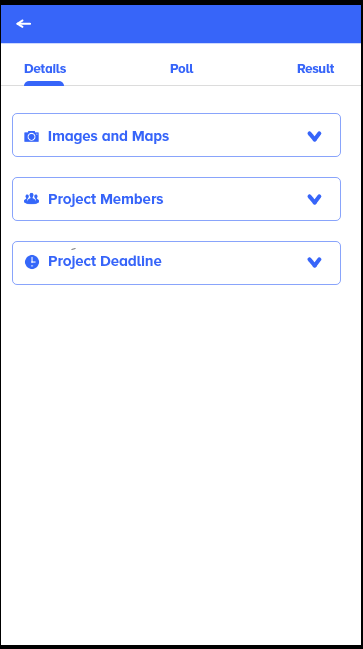 Details Poll Result
Images and Maps
Project Members
Project Deadline